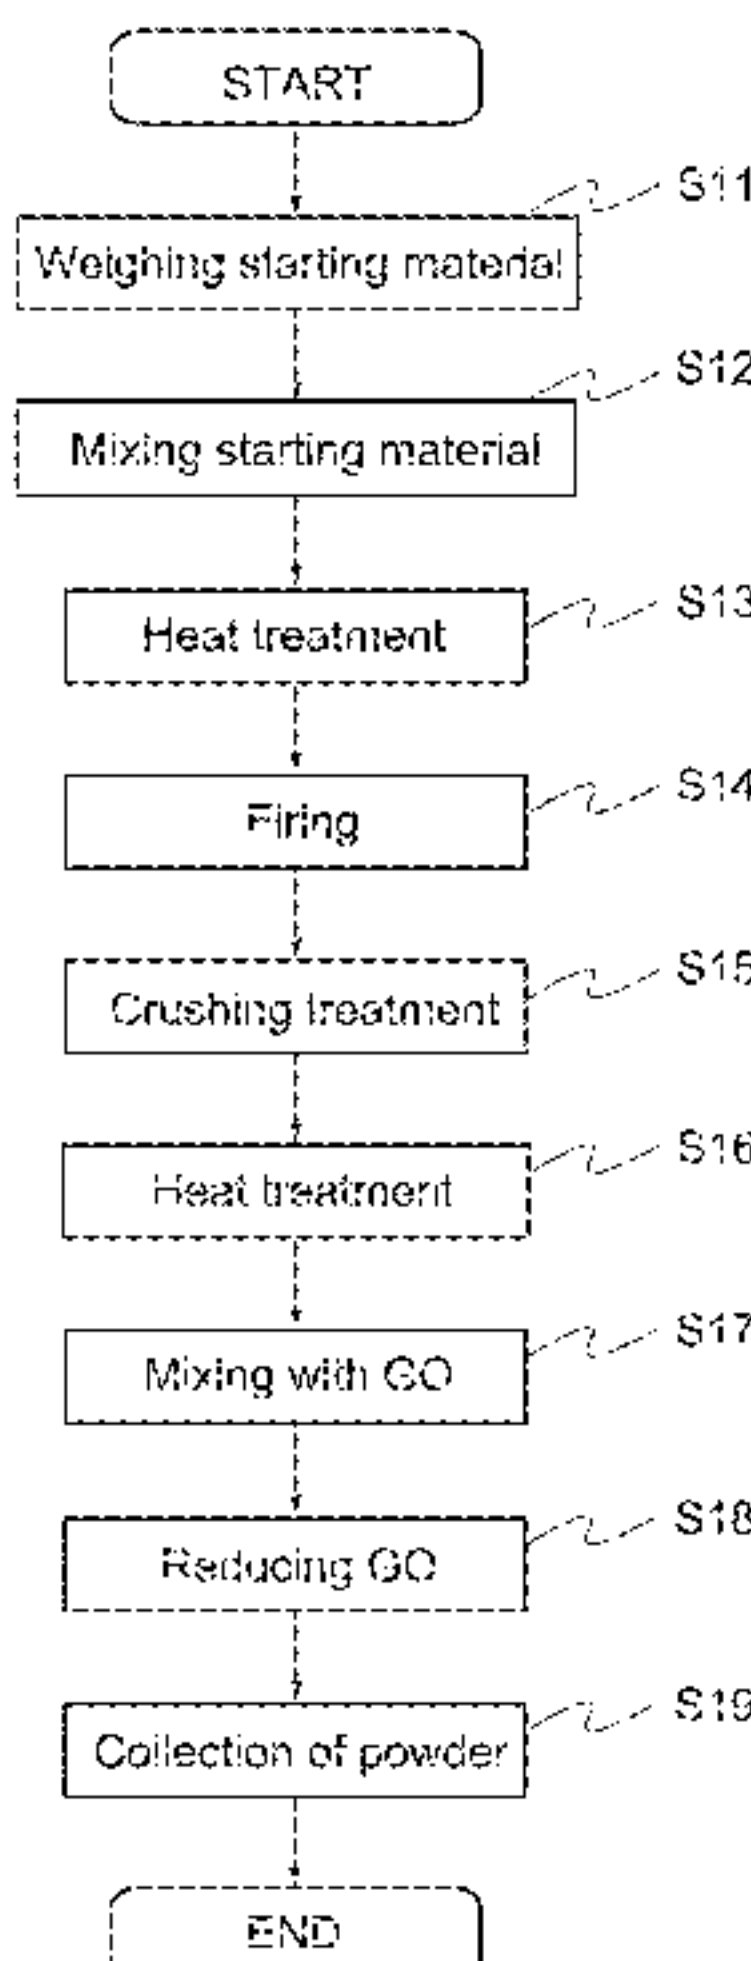 START
S11
Weighing starting material
S12
Mixing starting material
S13
Heat treatment
S14
Firing
S15
Crushing treatment
S16
Heat treatment
S17
Mixing with GO
S18
Reducing GO
S19
Collection of powder
END